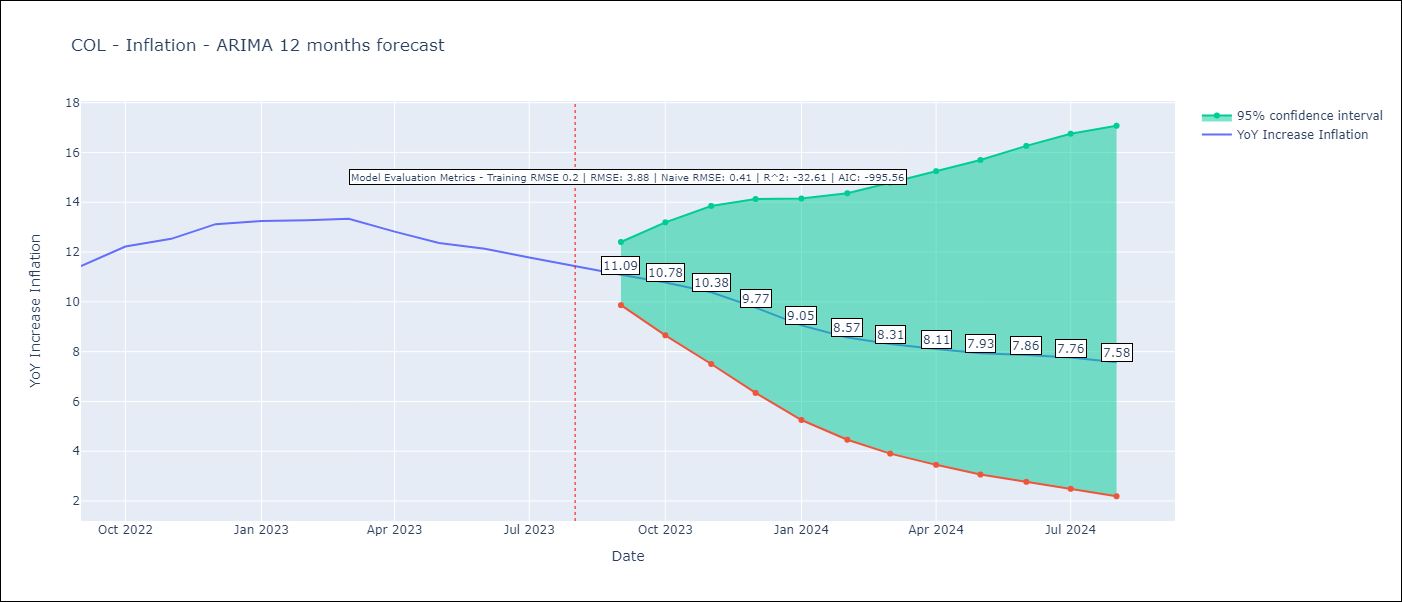 COL - Inflation - ARIMA 12 months forecast
95% confidence interval
YoY Increase Inflation
YoY Increase Inflation
18
16
14
12
10
8
6
4
2
Model Evaluation Metrics - Training RMSE 0.2 | RMSE: 3.88 | Naive RMSE: 0.41 | R^2: -32.61 | AIC: -995.56
11.09
10.78
10.38
9.77
9.05
8.57
8.31
8.11
7.93
7.86
7.76
7.58
Oct 2022
Jan 2023
Apr 2023
Jul 2023
Oct 2023
Jan 2024
Apr 2024
Jul 2024
Date